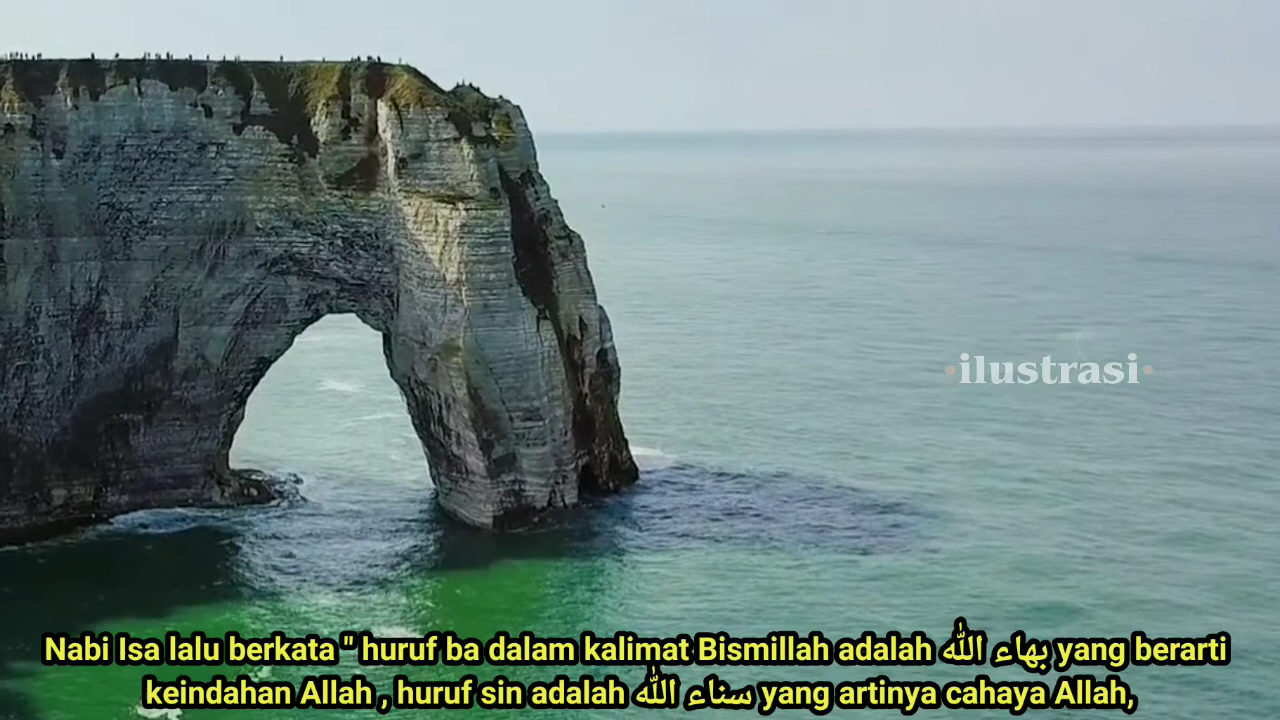 •ilustrasi•
Nabi Isa lalu berkata " huruf ba dalam kalimat Bismillah adalah بهاء الله yang berarti
keindahan Allah , huruf sin adalah سناء الله yang artinya cahaya Allah,